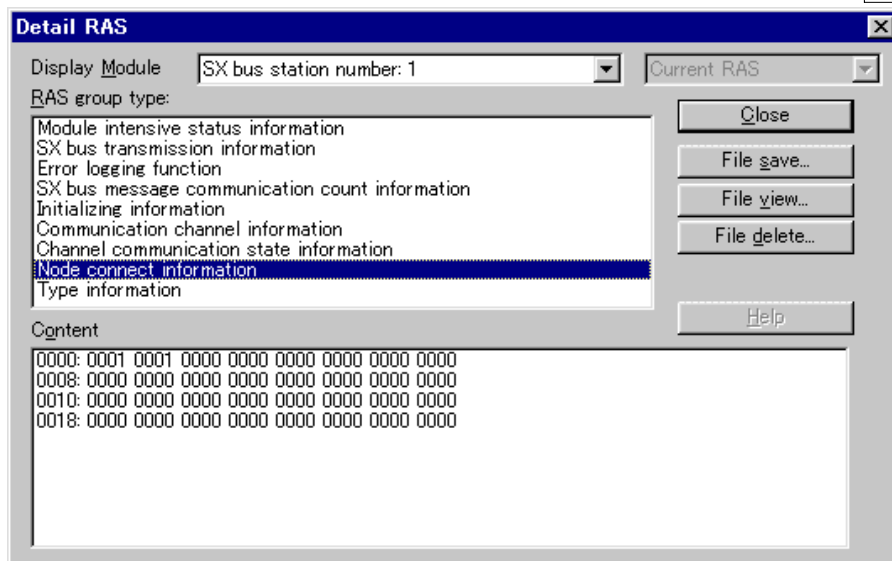 Detail RAS
Display Module SX bus station number: 1 Current RAS
RAS group type:
Module intensive status information
SX bus transmission information
Error logging function
SX bus message communication count information
Initializing information
Communication channel information
Channel communication state information
Node connect information
Type information
Close
File save...
File view...
File delete...
Help
Content
0000: 0001 0001 0000 0000 0000 0000 0000 0000
0008: 0000 0000 0000 0000 0000 0000 0000 0000
0010: 0000 0000 0000 0000 0000 0000 0000 0000
0018: 0000 0000 0000 0000 0000 0000 0000 0000